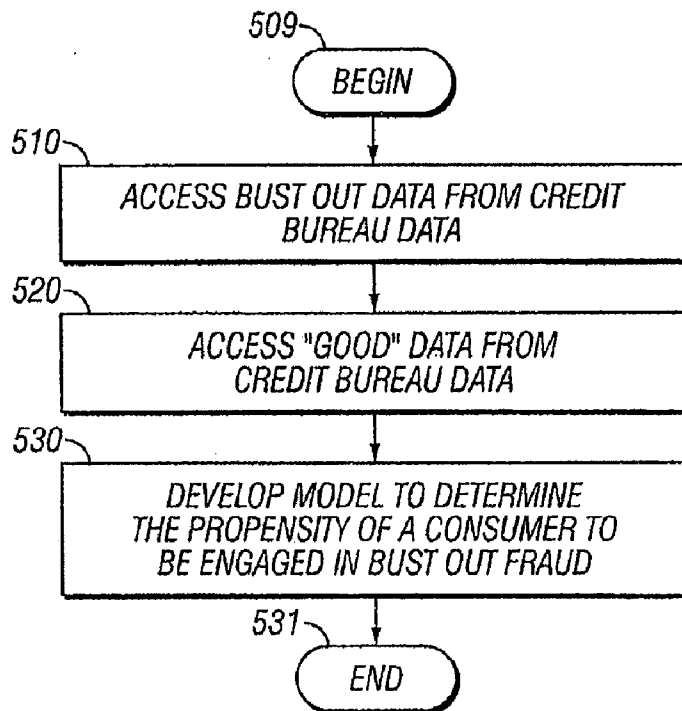 509
BEGIN
510
ACCESS BUST OUT DATA FROM CREDIT
BUREAU DATA
520
ACCESS "GOOD" DATA FROM
CREDIT BUREAU DATA
530
DEVELOP MODEL TO DETERMINE
THE PROPENSITY OF A CONSUMER TO
BE ENGAGED IN BUST OUT FRAUD
531
END